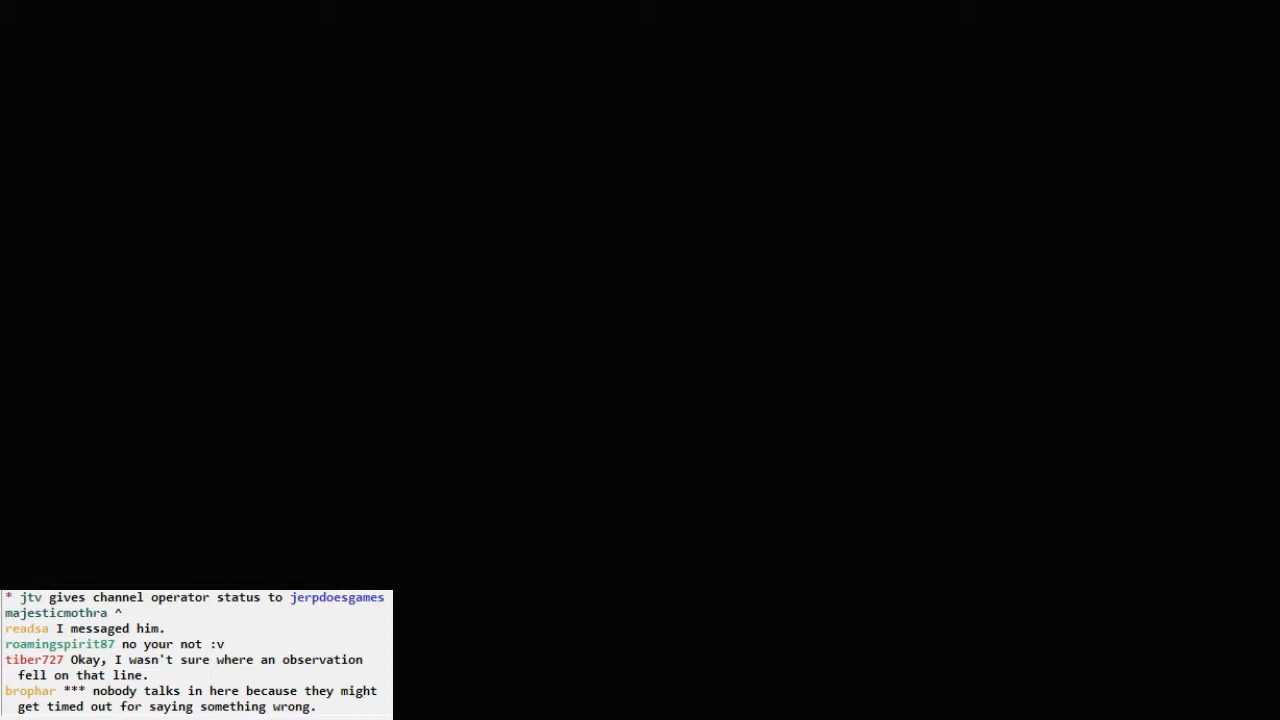 * jtv gives channel operator status to jerpdoesgames
majesticmothra ^
readsa I messaged him.
roamingspirit87 no your not :v
tiber727 Okay, I wasn't sure where an observation
fell on that line.
brophar *** nobody talks in here because they might
get timed out for saying something wrong.